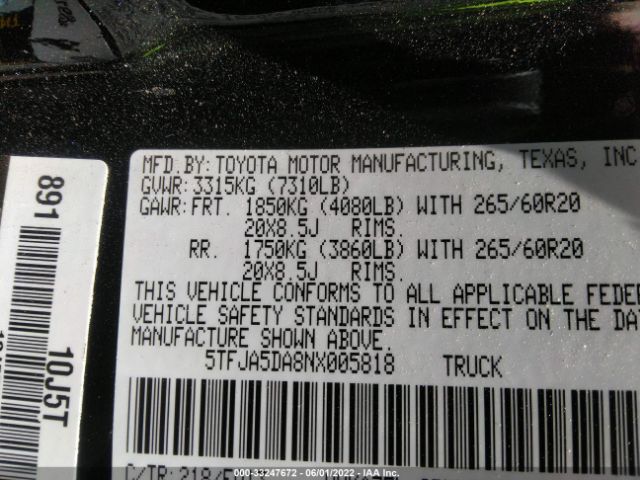 MFD.BY: TOYOTA MOTOR MANUFACTURING, TEXAS, INC
GVWR: 3315KG (7310LB)
GAWR: FRT. 1850KG (4080LB) WITH 265/60R20
20X8.5J RIMS.
RR. 1750KG (3860LB) WITH 265/60R20
20X8.5J RIMS.
THIS VEHICLE CONFORMS TO ALL APPLICABLE
VEHICLE SAFETY STANDARDS IN EFFECT ON THE
MANUFACTURE SHOWN ABOVE.
5TFJA5DA8NX005818 TRUCK
C/TR:
891
10J5T
000-33247672 - 06/01/2022 - IAA Inc.